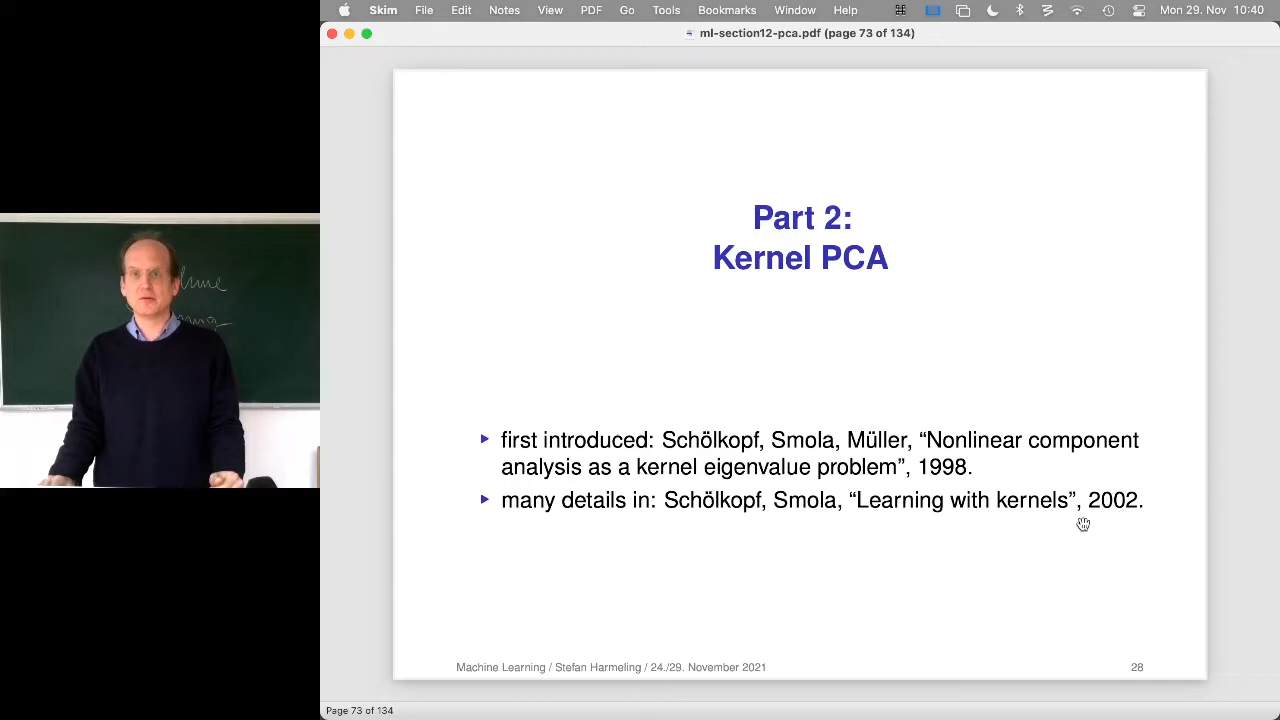 Skim File Edit Notes View PDF Go Tools Bookmarks Window Help Mon 29. Nov 10:40
ml-section12-pca.pdf (page 73 of 134)
Part 2:
Kernel PCA
first introduced: Schölkopf, Smola, Müller, “Nonlinear component
analysis as a kernel eigenvalue problem”, 1998.
many details in: Schölkopf, Smola, “Learning with kernels”, 2002.
Machine Learning / Stefan Harmeling / 24./29. November 2021 28
Page 73 of 134